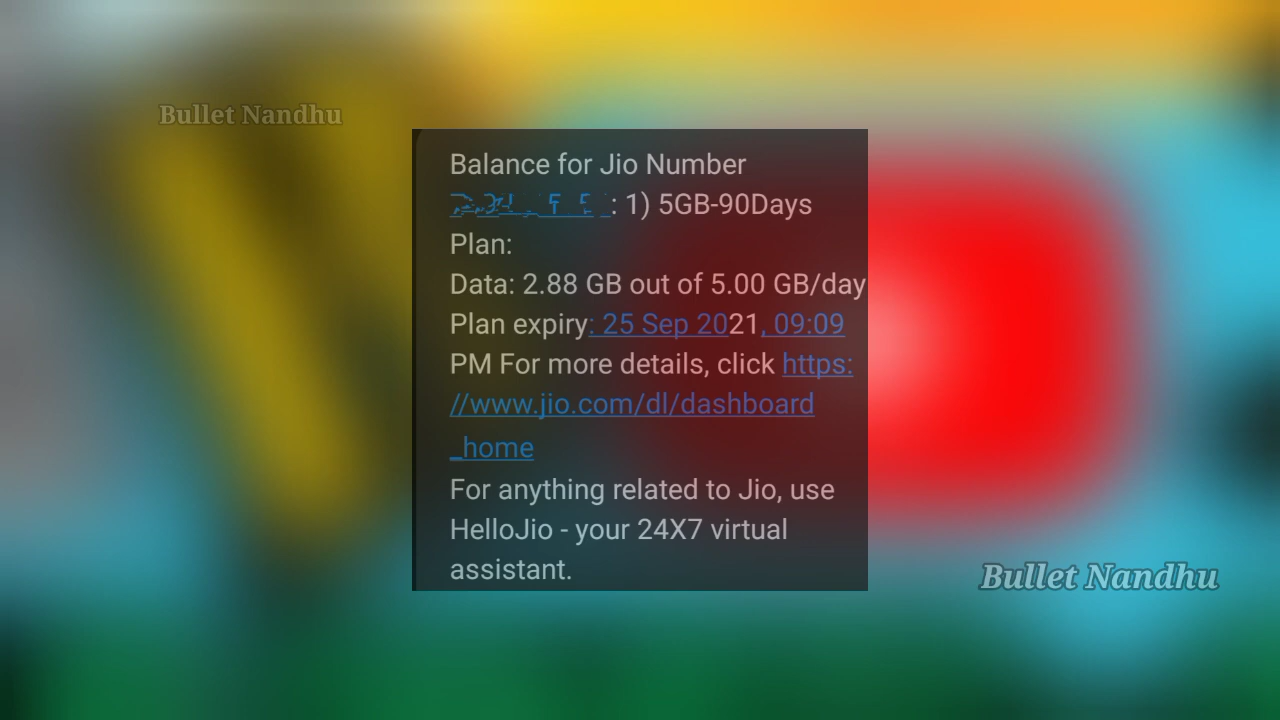 Bullet Nandhu
Balance for Jio Number
: 1) 5GB-90Days
Plan:
Data: 2.88 GB out of 5.00 GB/day
Plan expiry: 25 Sep 2021, 09:09
PM For more details, click https:
//www.jio.com/dl/dashboard
_home
For anything related to Jio, use
HelloJio - your 24X7 virtual
assistant.
Bullet Nandhu